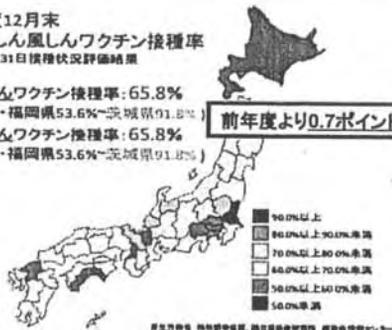 12月末
しん風しんワクチン接種率
31日接種状況評価結果
んワクチン接種率:65.8%
・福岡県53.6%~茨城県91.8%)
前年度より0.7ポイント
んワクチン接種率:65.8%
・福岡県53.6%~茨城県91.8%)
90.0%以上
80.0%以上90.0%未満
70.0%以上80.0%未満
60.0%以上70.0%未満
50.0%以上60.0%未満
50.0%未満